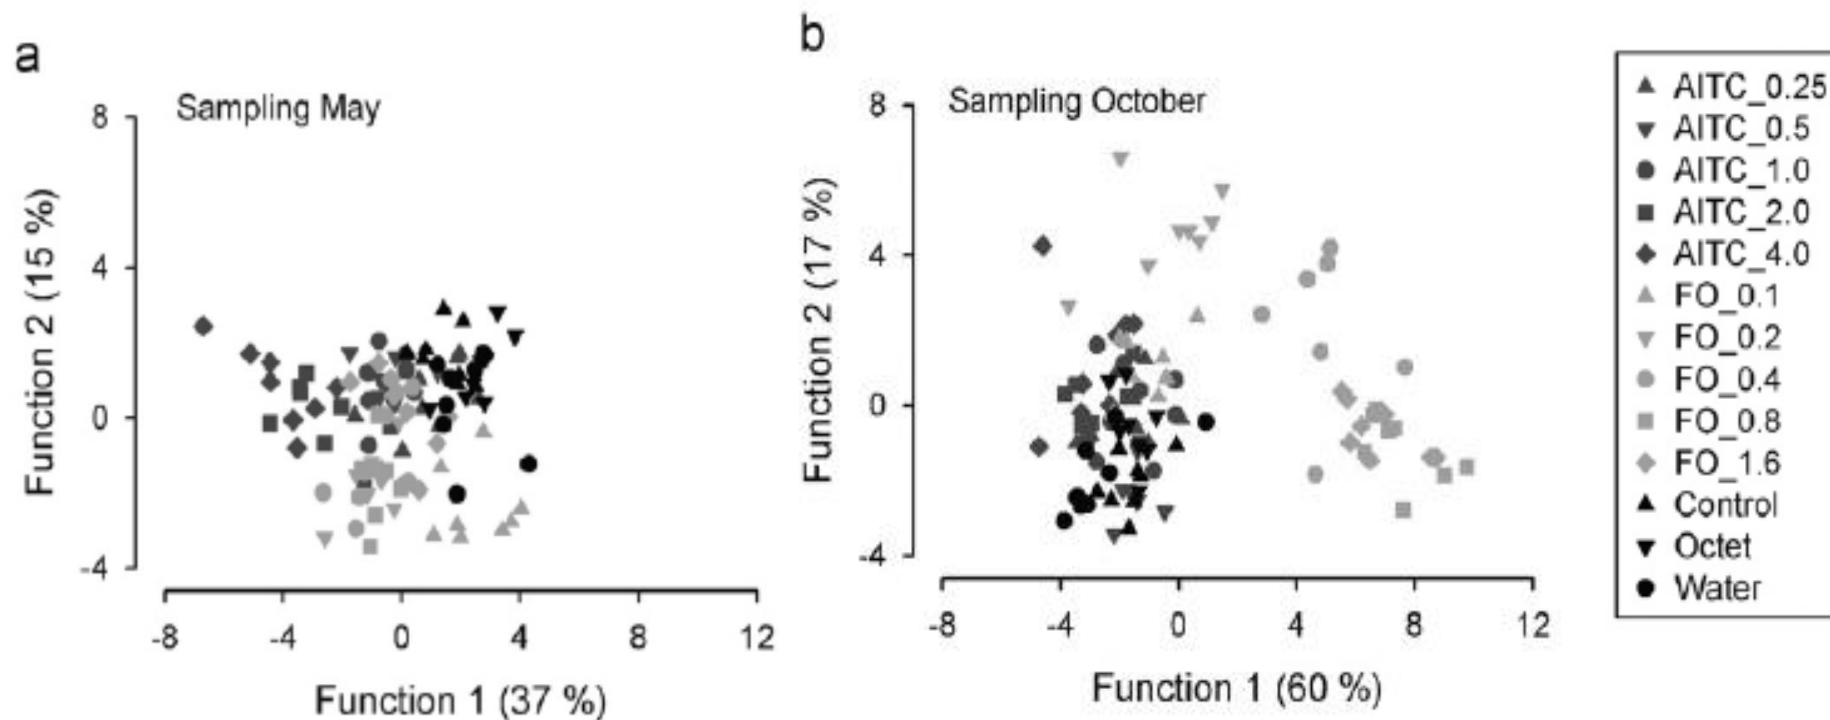 a
Sampling May
8
4
0
-4
Function 2 (15 %)
-8 -4 0 4 8 12
Function 1 (37 %)
b
Sampling October
8
4
0
-4
Function 2 (17 %)
-8 -4 0 4 8 12
Function 1 (60 %)
AITC_0.25
AITC_0.5
AITC_1.0
AITC_2.0
AITC_4.0
FO_0.1
FO_0.2
FO_0.4
FO_0.8
FO_1.6
Control
Octet
Water